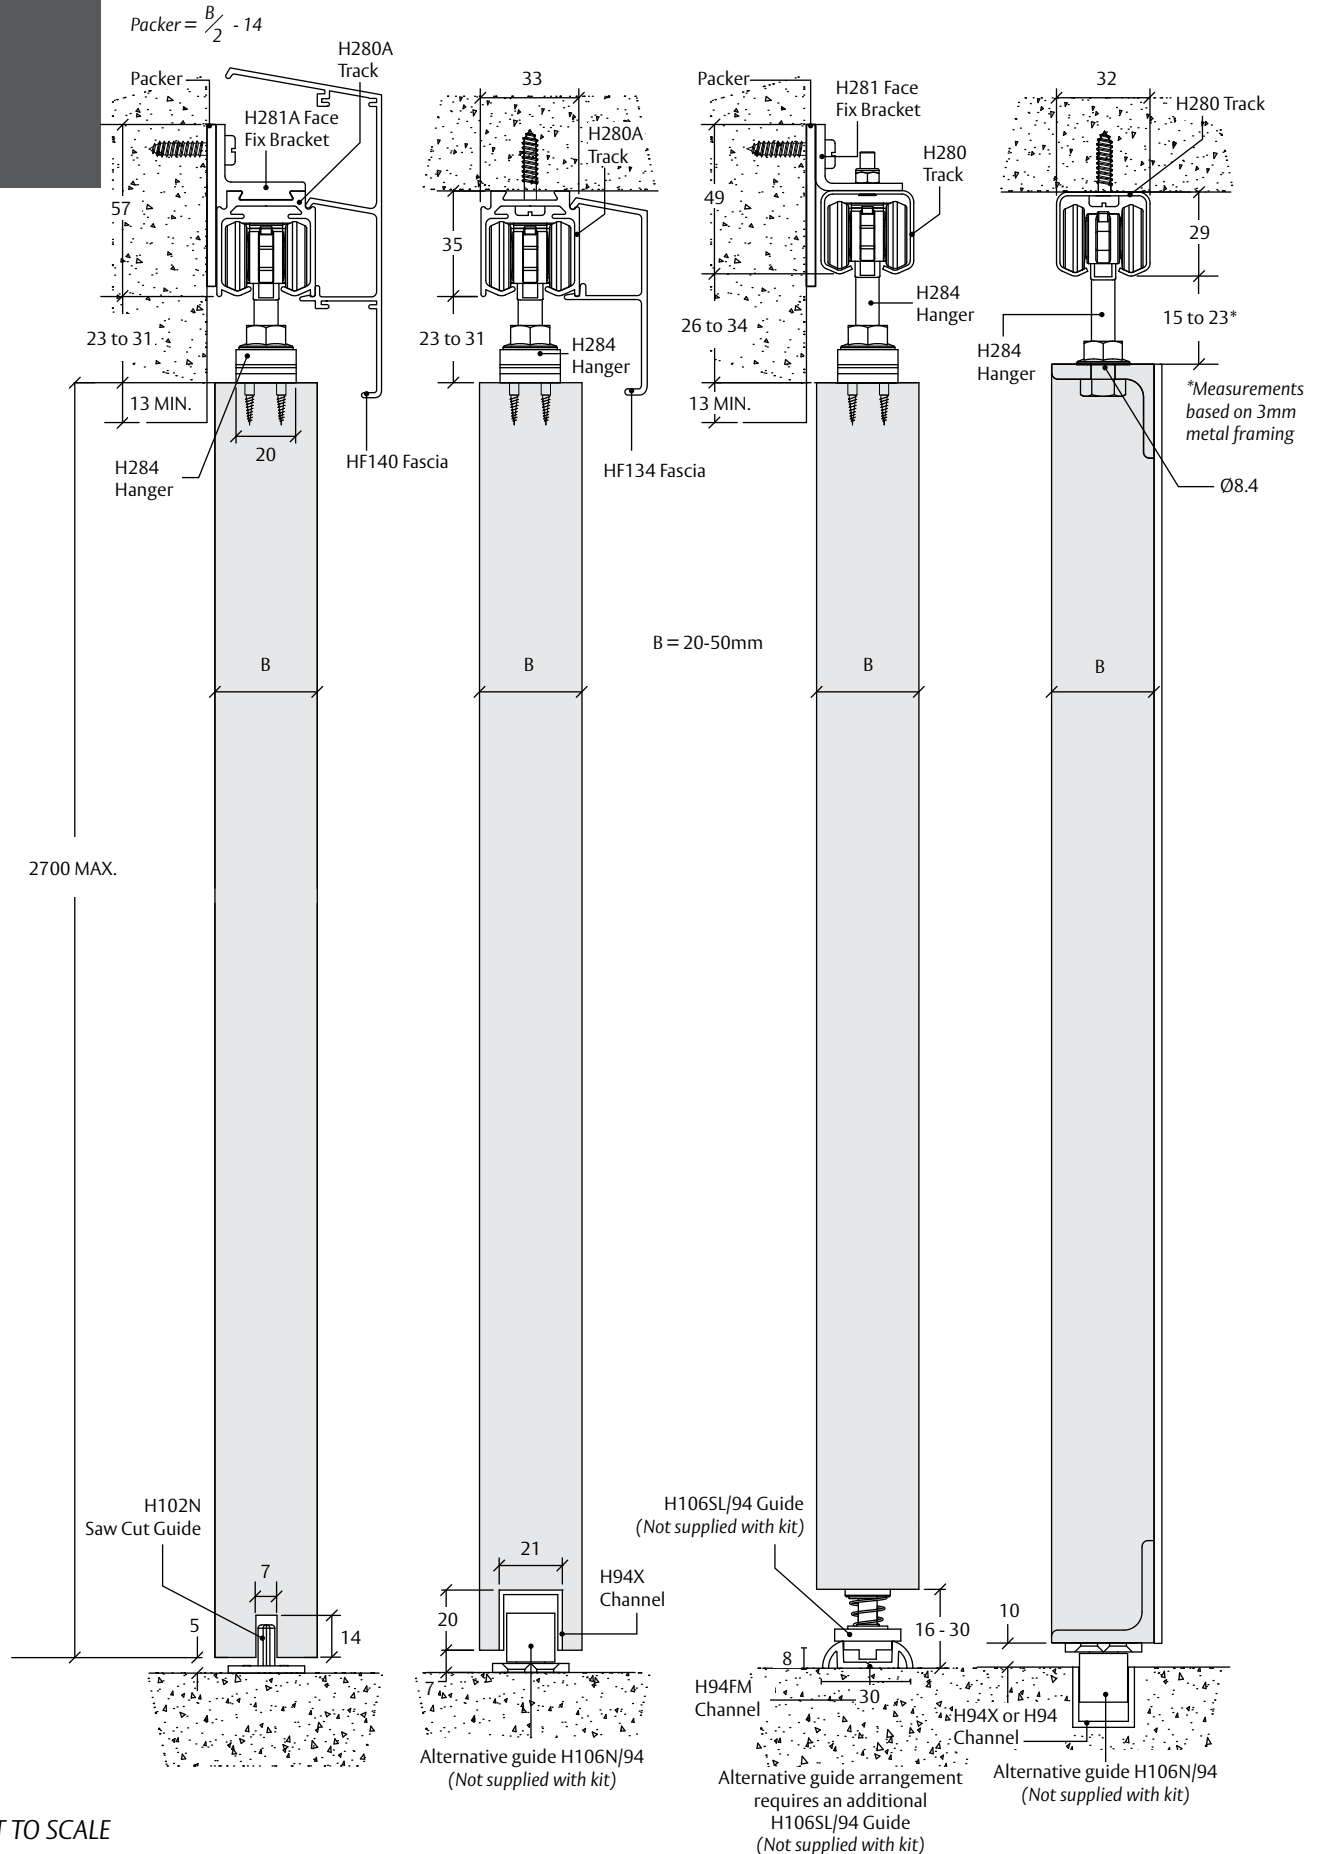 Packer = B/2 - 14
H280A
Track
Packer
H281A Face
Fix Bracket
57
23 to 31
13 MIN.
20
H284
Hanger
HF140 Fascia
33
H280A
Track
35
23 to 31
H284
Hanger
HF134 Fascia
Packer
H281 Face
Fix Bracket
H280
Track
49
H284
Hanger
26 to 34
13 MIN.
32
H280 Track
29
15 to 23*
H284
Hanger
*Measurements
based on 3mm
metal framing
Ø8.4
B = 20-50mm
B
B
B
B
2700 MAX.
H102N
Saw Cut Guide
7
5
14
21
20
7
H94X
Channel
Alternative guide H106N/94
(Not supplied with kit)
H106SL/94 Guide
(Not supplied with kit)
16 - 30
8
30
H94FM
Channel
Alternative guide arrangement
requires an additional
H106SL/94 Guide
(Not supplied with kit)
10
H94X or H94
Channel
Alternative guide H106N/94
(Not supplied with kit)
T TO SCALE